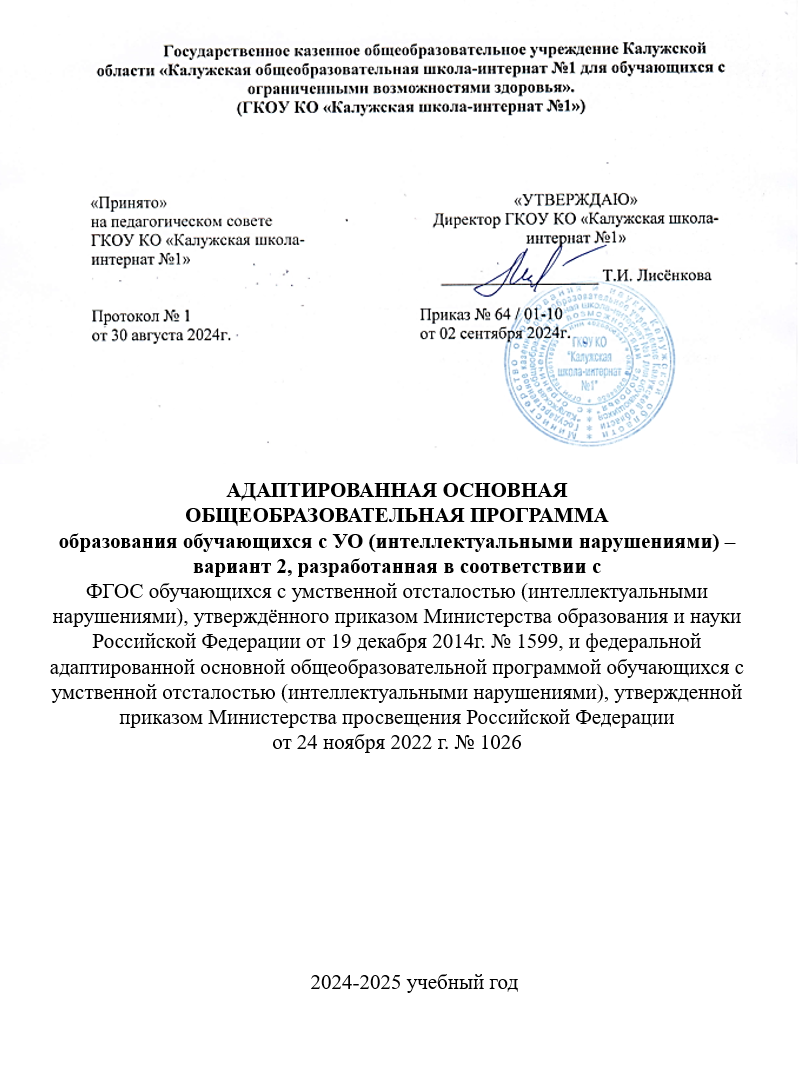 Государственное казенное общеобразовательное учреждение Калужской
области «Калужская общеобразовательная школа-интернат №1 для обучающихся с
ограниченными возможностями здоровья».
(ГКОУ КО «Калужская школа-интернат №1»)
«Принято»
на педагогическом совете
ГКОУ КО «Калужская школа-
интернат №1»
Протокол № 1
от 30 августа 2024г.
«УТВЕРЖДАЮ»
Директор ГКОУ КО «Калужская школа-
интернат №1»
Т.И. Лисёнкова
Приказ № 64 / 01-10
от 02 сентября 2024г.
ГКОУ КО
"Калужская
школа-интернат
№1"
АДАПТИРОВАННАЯ ОСНОВНАЯ
ОБЩЕОБРАЗОВАТЕЛЬНАЯ ПРОГРАММА
образования обучающихся с УО (интеллектуальными нарушениями) –
вариант 2, разработанная в соответствии с
ФГОС обучающихся с умственной отсталостью (интеллектуальными
нарушениями), утверждённого приказом Министерства образования и науки
Российской Федерации от 19 декабря 2014г. № 1599, и федеральной
адаптированной основной общеобразовательной программой обучающихся с
умственной отсталостью (интеллектуальными нарушениями), утвержденной
приказом Министерства просвещения Российской Федерации
от 24 ноября 2022 г. № 1026
2024-2025 учебный год